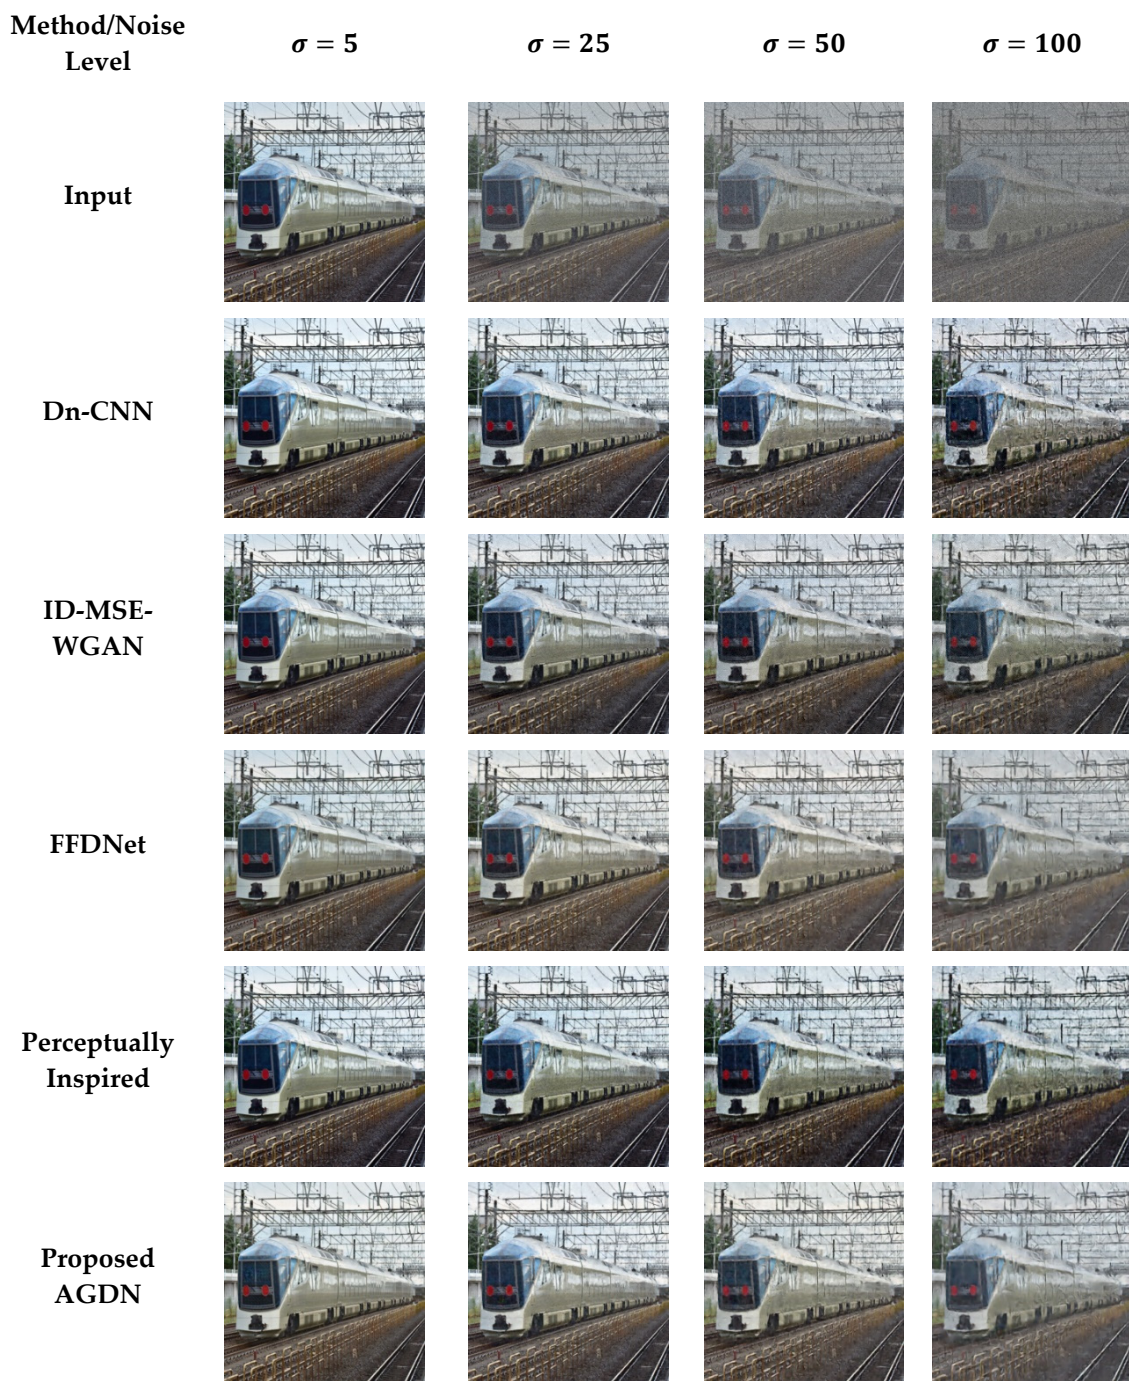 Method/Noise
Level
σ = 5
σ = 25
σ = 50
σ = 100
Input
Dn-CNN
ID-MSE-
WGAN
FFDNet
Perceptually
Inspired
Proposed
AGDN